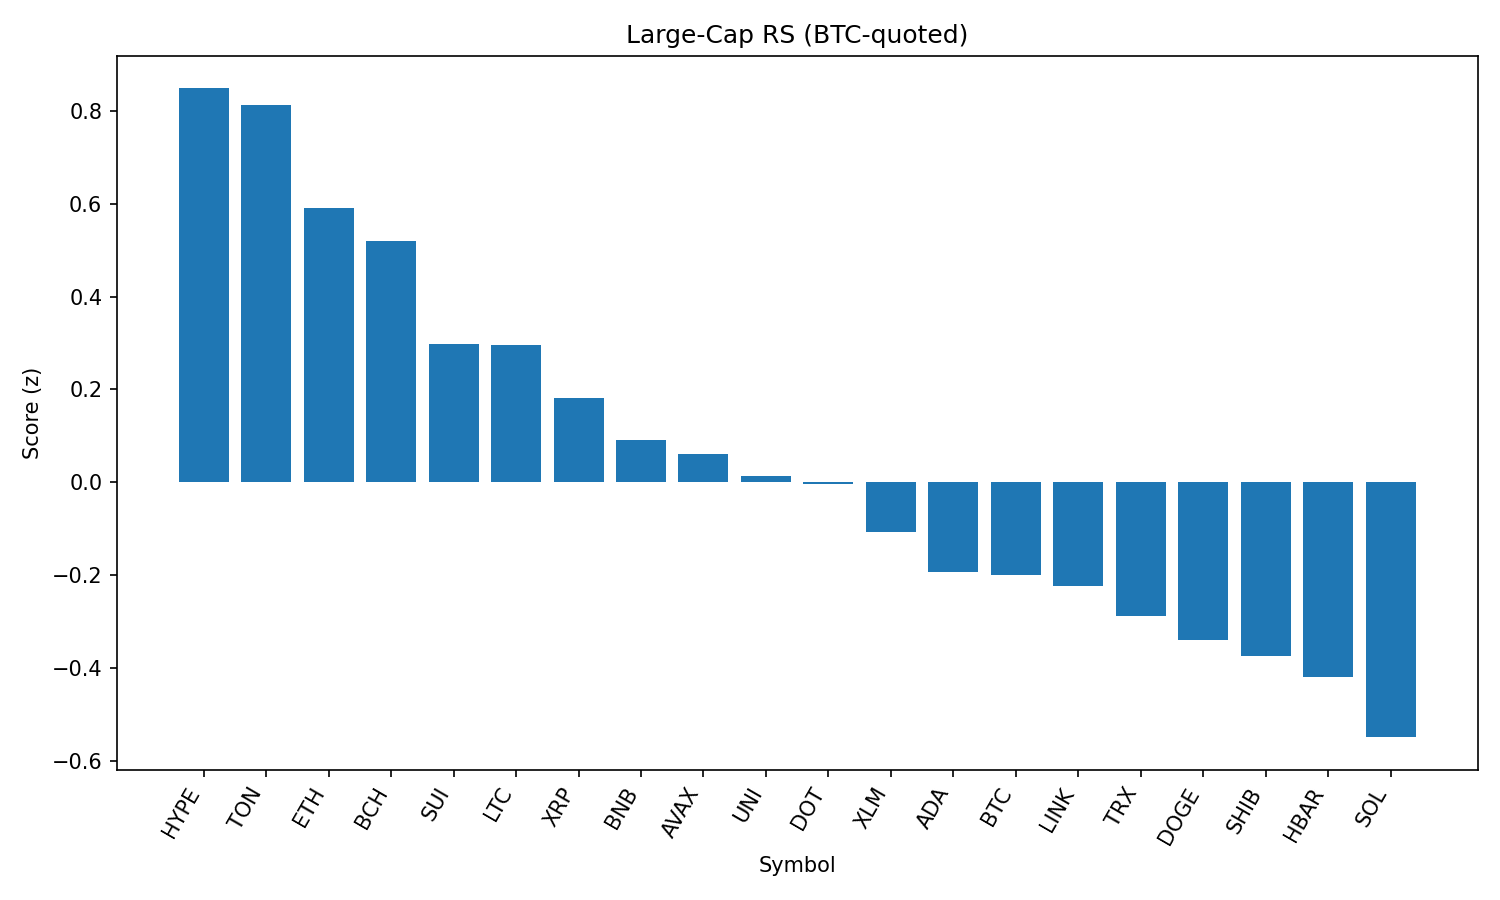 Large-Cap RS (BTC-quoted)
Score (z)
0.8
0.6
0.4
0.2
0.0
−0.2
−0.4
−0.6
HYPE
TON
ETH
BCH
SUI
LTC
XRP
BNB
AVAX
UNI
DOT
XLM
ADA
BTC
LINK
TRX
DOGE
SHIB
HBAR
SOL
Symbol